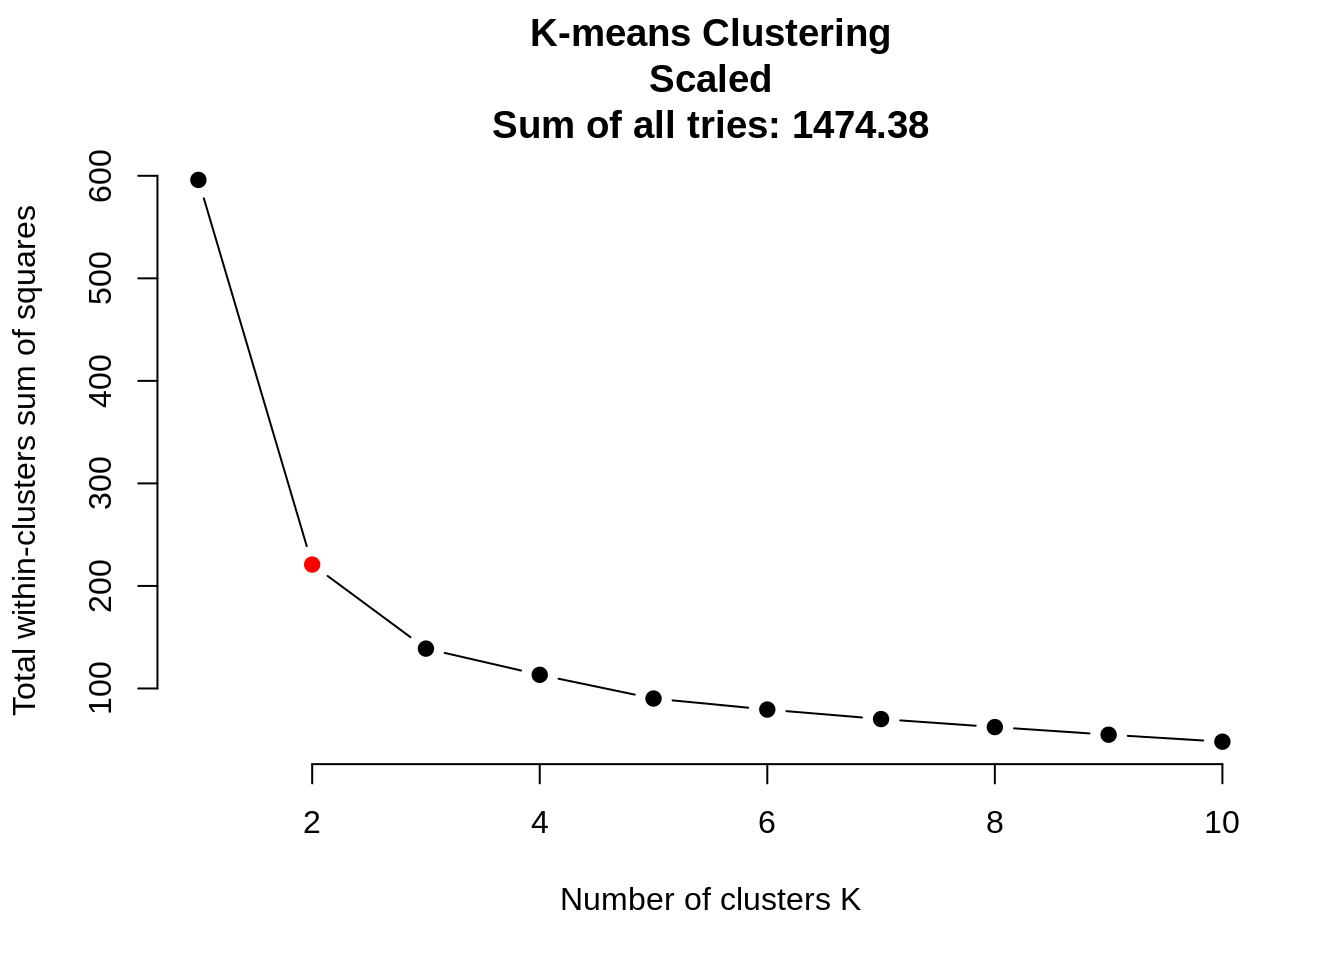 K-means Clustering
Scaled
Sum of all tries: 1474.38
Total within-clusters sum of squares
600
500
400
300
200
100
2 4 6 8 10
Number of clusters K